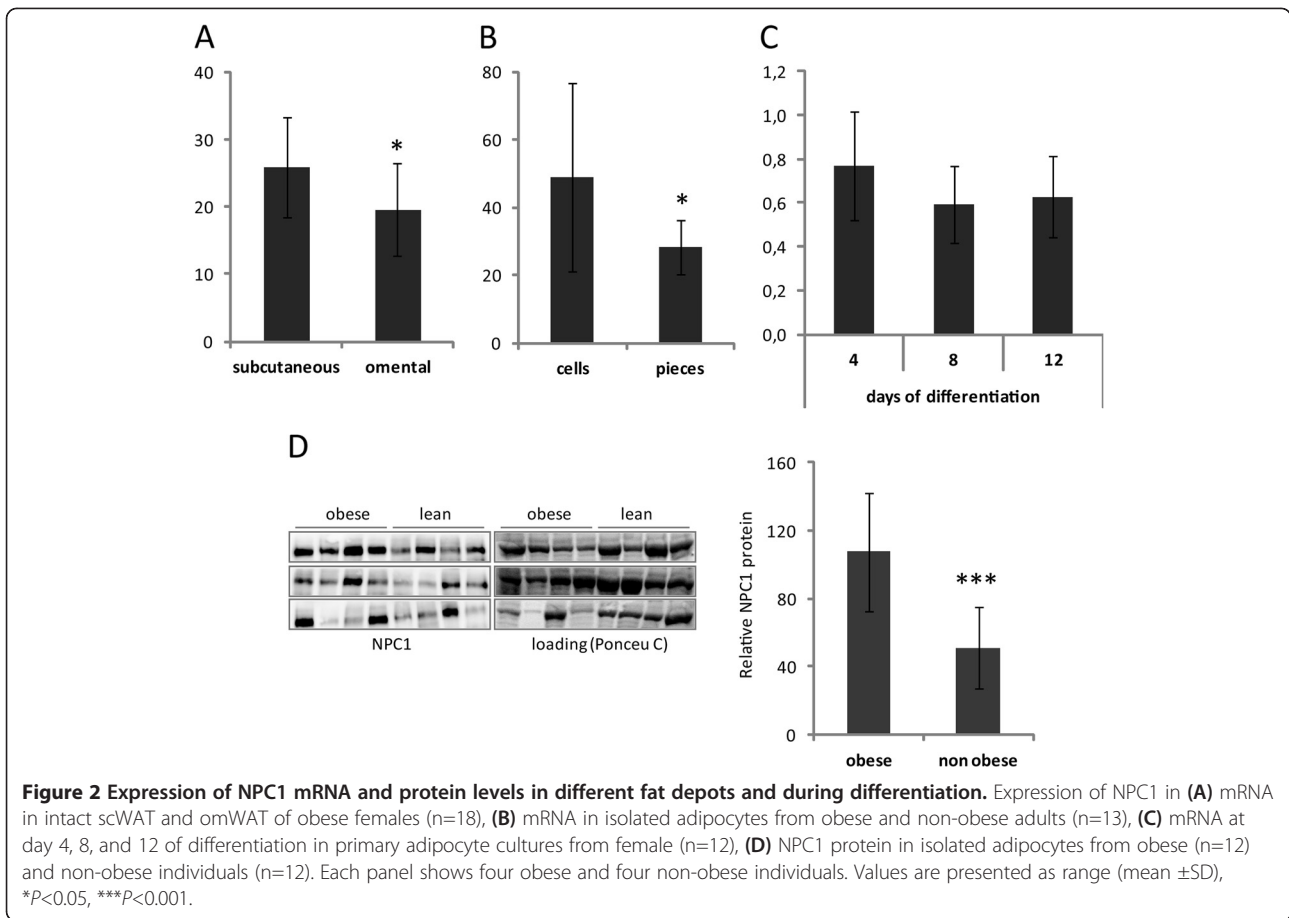 A
40
30
20
10
0
*
subcutaneous omental
B
80
60
40
20
0
*
cells pieces
C
1,2
1,0
0,8
0,6
0,4
0,2
0,0
4 8 12
days of differentiation
D
obese lean obese lean
NPC1 loading (Ponceu C)
Relative NPC1 protein
160
120
80
40
0
***
obese non obese
Figure 2 Expression of NPC1 mRNA and protein levels in different fat depots and during differentiation. Expression of NPC1 in (A) mRNA
in intact scWAT and omWAT of obese females (n=18), (B) mRNA in isolated adipocytes from obese and non-obese adults (n=13), (C) mRNA at
day 4, 8, and 12 of differentiation in primary adipocyte cultures from female (n=12), (D) NPC1 protein in isolated adipocytes from obese (n=12)
and non-obese individuals (n=12). Each panel shows four obese and four non-obese individuals. Values are presented as range (mean ±SD),
*P<0.05, ***P<0.001.